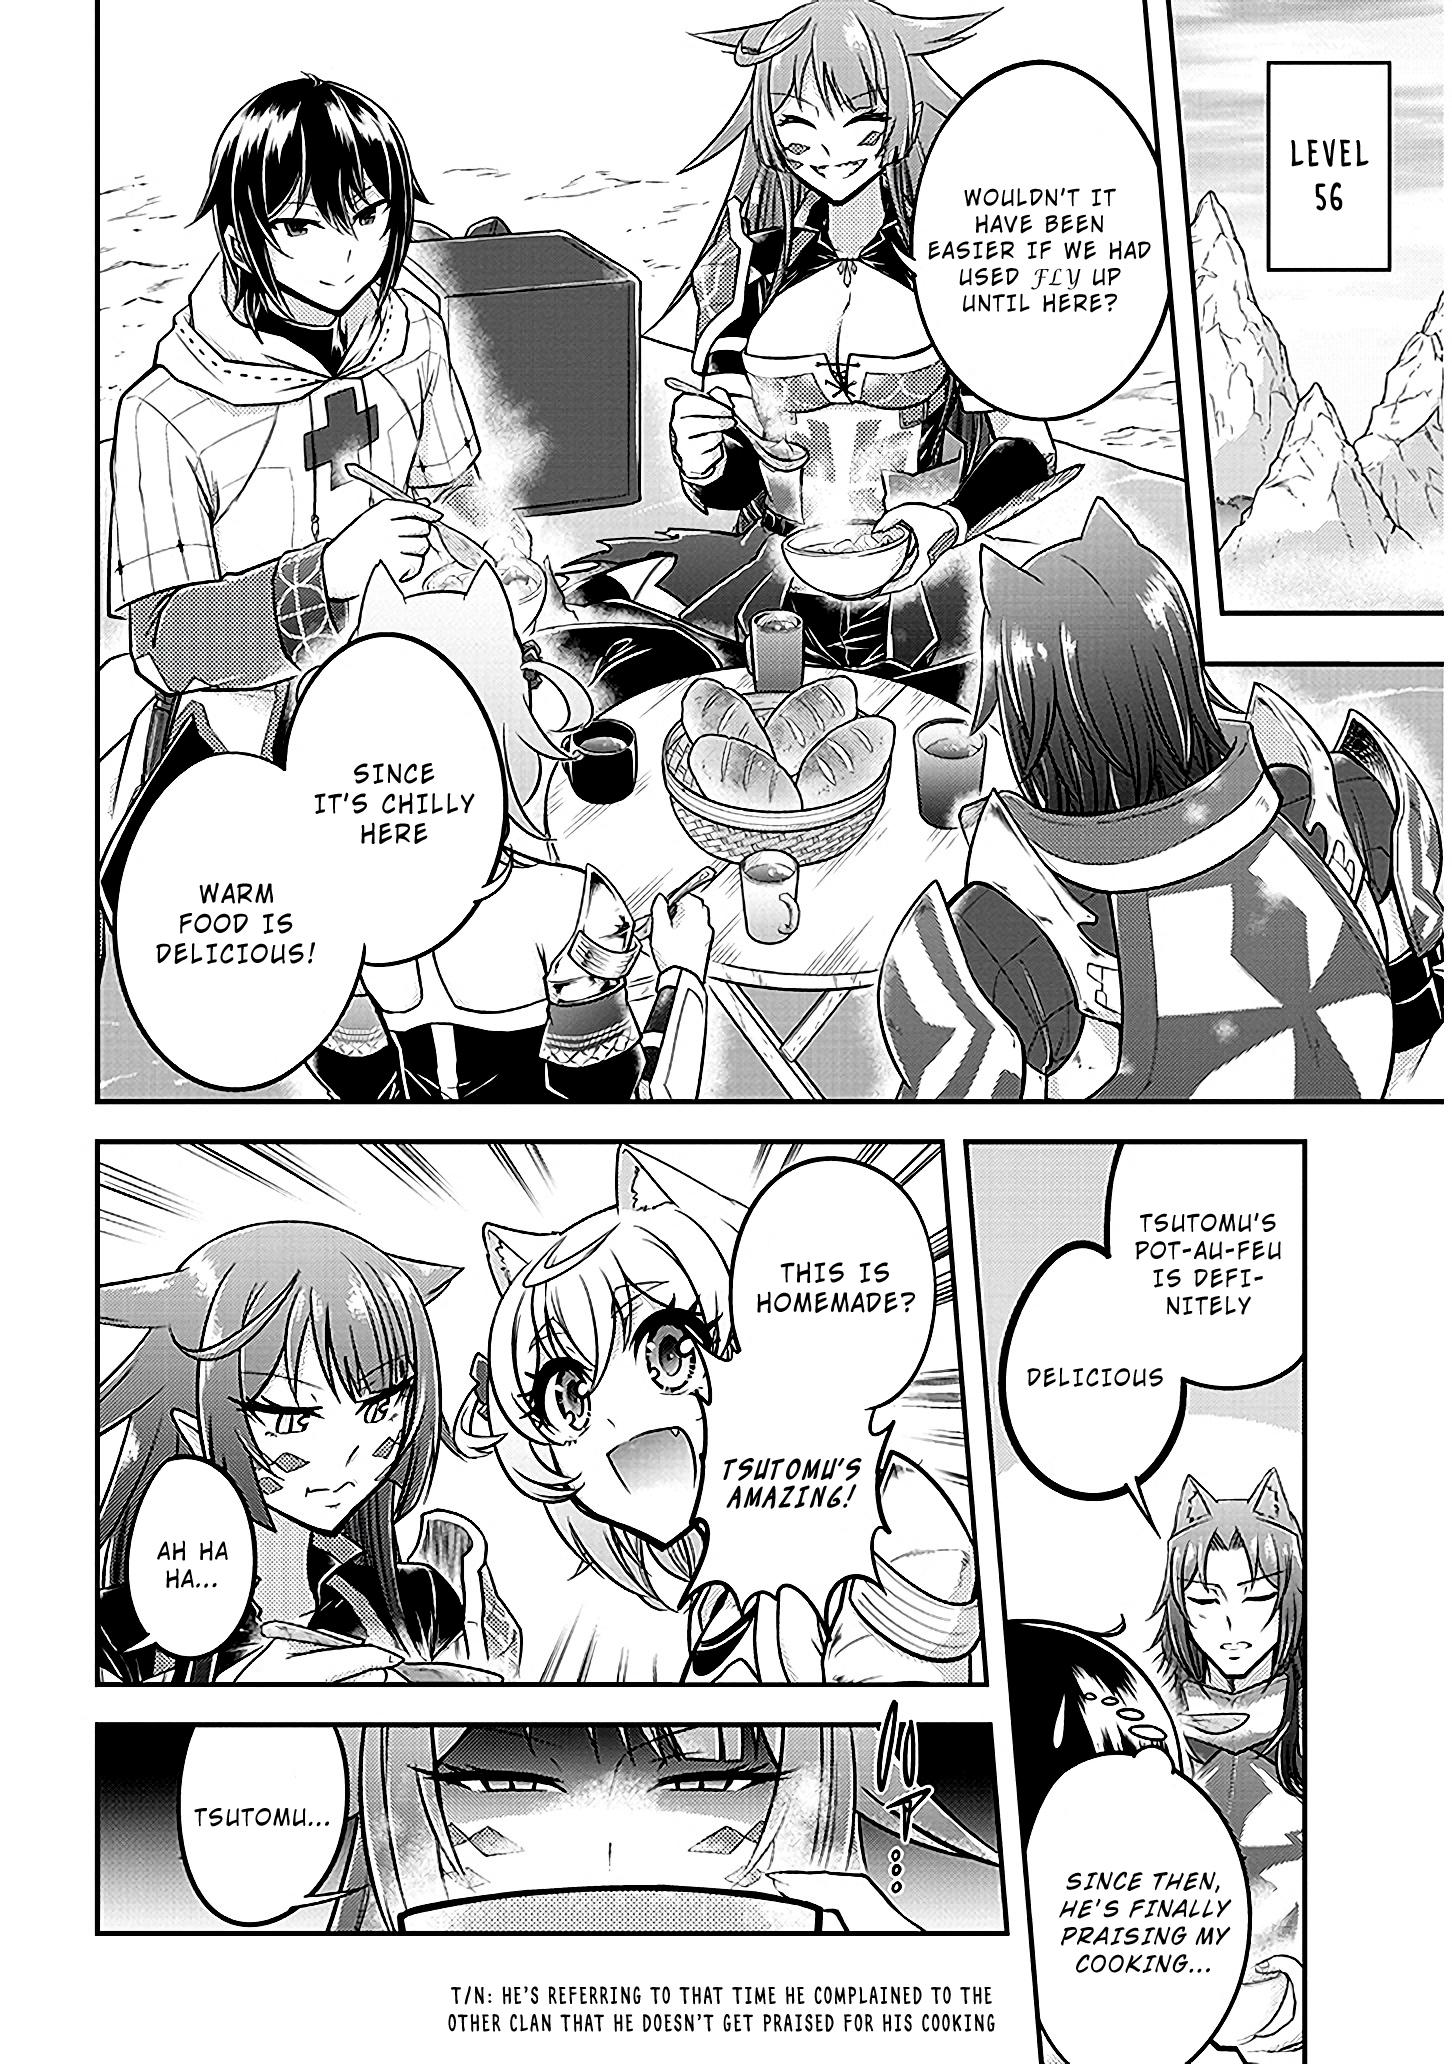 LEVEL
56
WOULDN'T IT
HAVE BEEN
EASIER IF WE HAD
USED FLY UP
UNTIL HERE?
SINCE
IT'S CHILLY
HERE
WARM
FOOD IS
DELICIOUS!
TSUTOMU'S
POT-AU-FEU
IS DEFI-
NITELY
DELICIOUS
SINCE THEN,
HE'S FINALLY
PRAISING MY
COOKING...
THIS IS
HOMEMADE?
TSUTOMU'S
AMAZING!
AH HA
HA...
TSUTOMU...
T/N: HE'S REFERRING TO THAT TIME HE COMPLAINED TO THE
OTHER CLAN THAT HE DOESN'T GET PRAISED FOR HIS COOKING